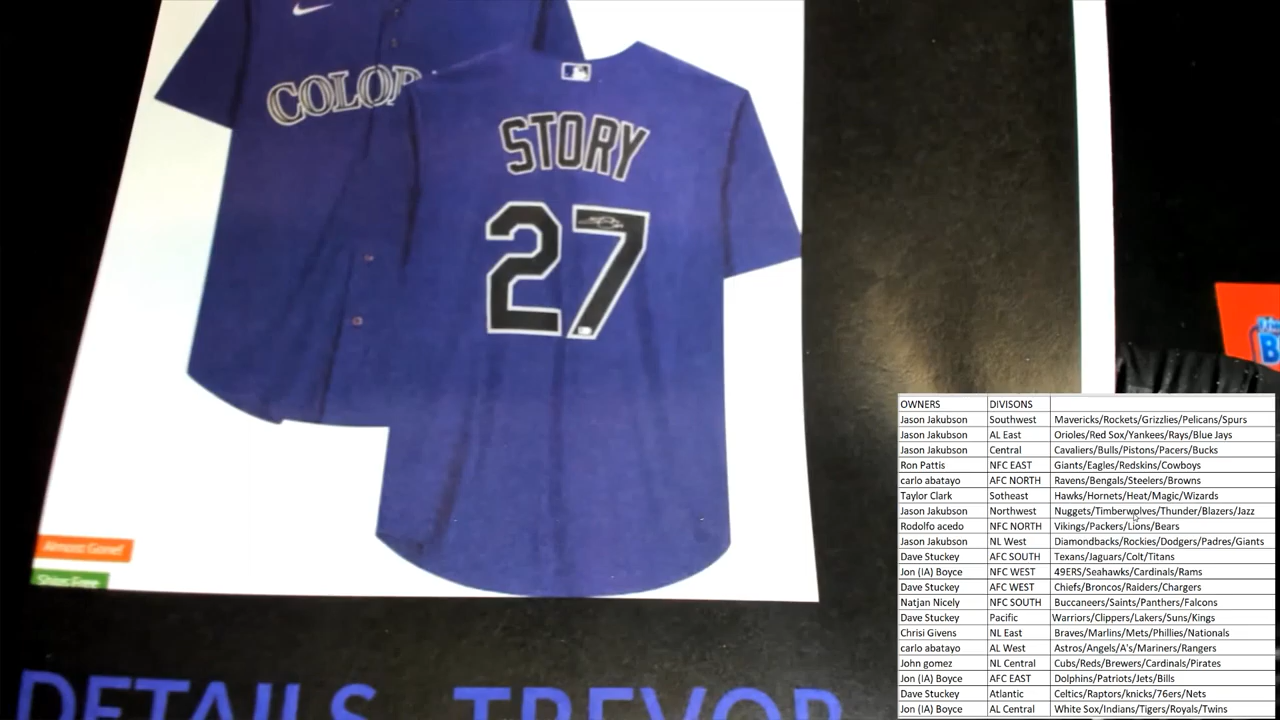 COLOR
STORY
27
Almost Gone!
Ships Free
DETAILS TREVOR
OWNERS DIVISONS
Jason Jakubson Southwest Mavericks/Rockets/Grizzlies/Pelicans/Spurs
Jason Jakubson AL East Orioles/Red Sox/Yankees/Rays/Blue Jays
Jason Jakubson Central Cavaliers/Bulls/Pistons/Pacers/Bucks
Ron Pattis NFC EAST Giants/Eagles/Redskins/Cowboys
carlo abatayo AFC NORTH Ravens/Bengals/Steelers/Browns
Taylor Clark Sotheast Hawks/Hornets/Heat/Magic/Wizards
Jason Jakubson Northwest Nuggets/Timberwolves/Thunder/Blazers/Jazz
Rodolfo acedo NFC NORTH Vikings/Packers/Lions/Bears
Jason Jakubson NL West Diamondbacks/Rockies/Dodgers/Padres/Giants
Dave Stuckey AFC SOUTH Texans/Jaguars/Colt/Titans
Jon (IA) Boyce NFC WEST 49ERS/Seahawks/Cardinals/Rams
Dave Stuckey AFC WEST Chiefs/Broncos/Raiders/Chargers
Natjan Nicely NFC SOUTH Buccaneers/Saints/Panthers/Falcons
Dave Stuckey Pacific Warriors/Clippers/Lakers/Suns/Kings
Chrisi Givens NL East Braves/Marlins/Mets/Phillies/Nationals
carlo abatayo AL West Astros/Angels/A's/Mariners/Rangers
John gomez NL Central Cubs/Reds/Brewers/Cardinals/Pirates
Jon (IA) Boyce AFC EAST Dolphins/Patriots/Jets/Bills
Dave Stuckey Atlantic Celtics/Raptors/knicks/76ers/Nets
Jon (IA) Boyce AL Central White Sox/Indians/Tigers/Royals/Twins